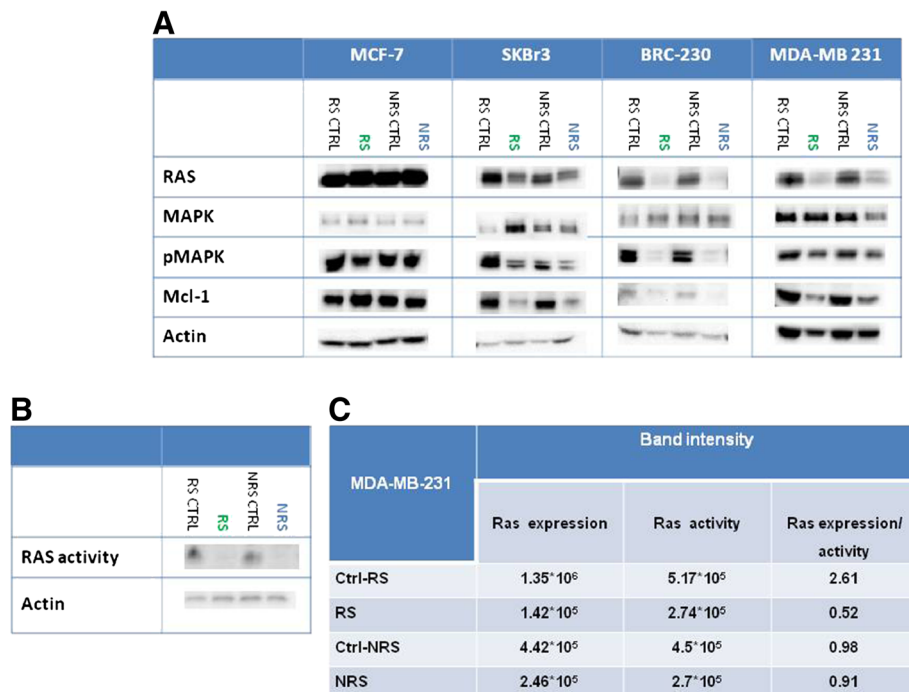 A
MCF-7 SKBr3 BRC-230 MDA-MB 231
RS CTRL RS NRS CTRL NRS RS CTRL RS NRS CTRL NRS RS CTRL RS NRS CTRL NRS RS CTRL RS NRS CTRL NRS
RAS
MAPK
pMAPK
Mcl-1
Actin
B
RS CTRL RS NRS CTRL NRS
RAS activity
Actin
C
MDA-MB-231 Band intensity
Ras expression Ras activity Ras expression/
activity
Ctrl-RS 1.35*10⁶ 5.17*10⁵ 2.61
RS 1.42*10⁵ 2.74*10⁵ 0.52
Ctrl-NRS 4.42*10⁵ 4.5*10⁵ 0.98
NRS 2.46*10⁵ 2.7*10⁵ 0.91